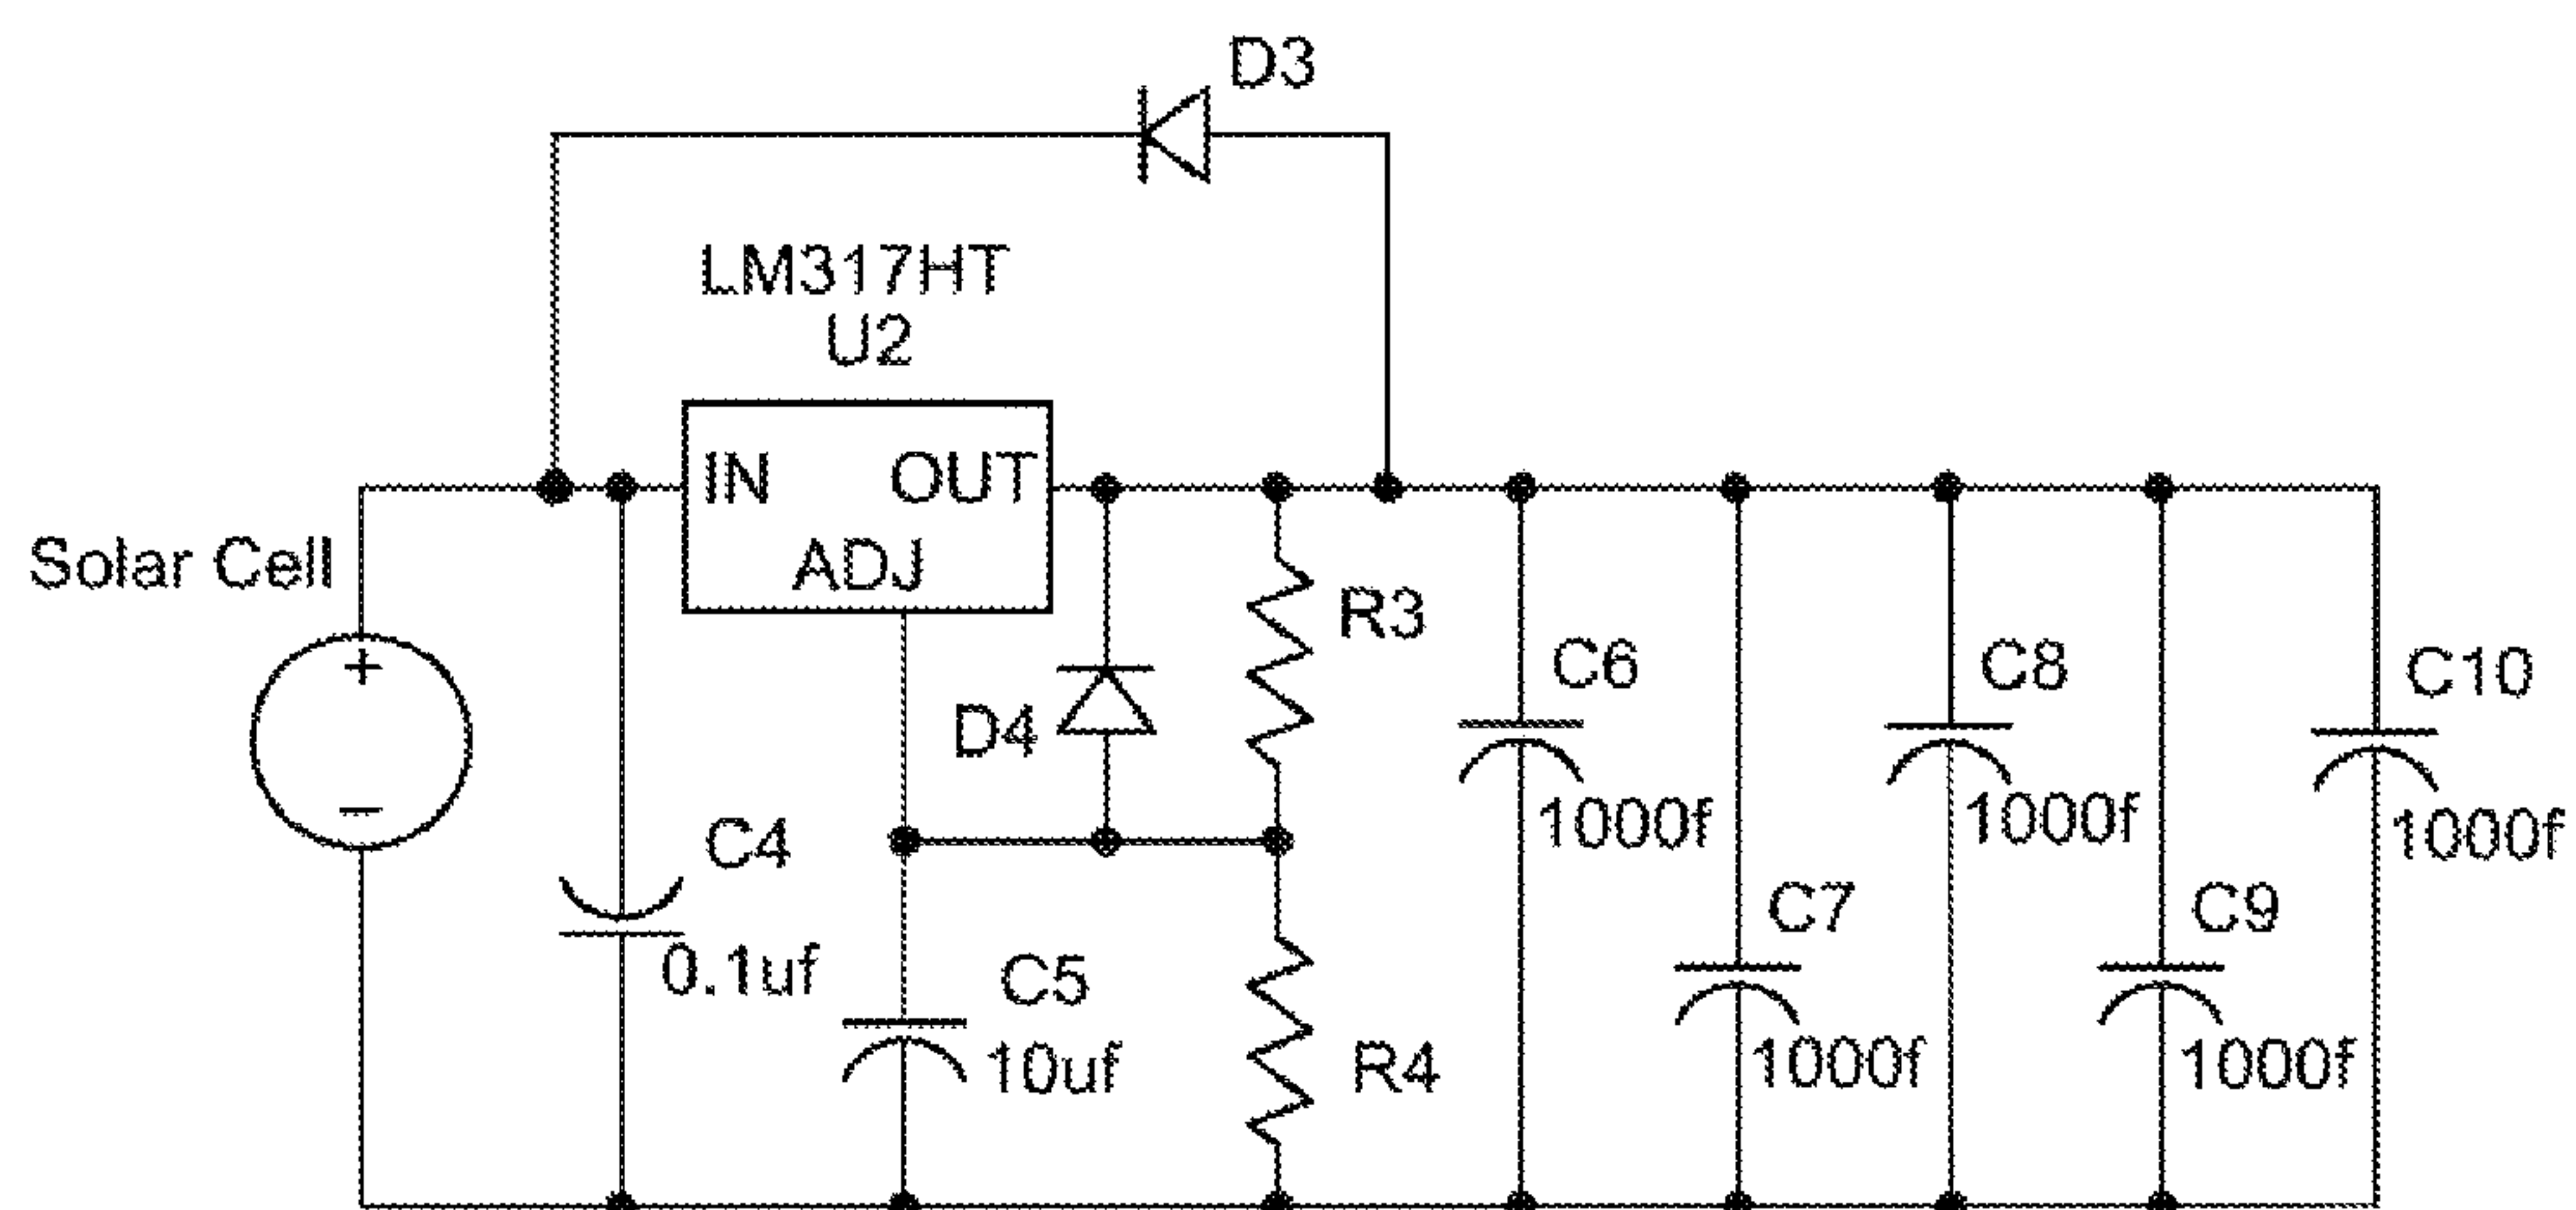 D3
LM317HT
U2
IN OUT
ADJ
Solar Cell
+
−
R3
D4
C6
1000f
C8
1000f
C10
1000f
C4
0.1uf
C5
10uf
R4
C7
1000f
C9
1000f